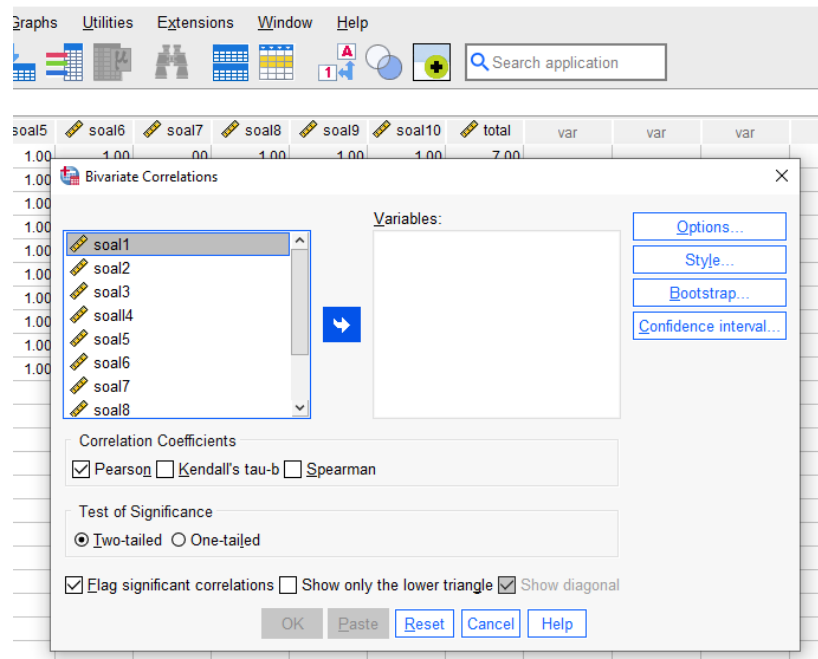 Graphs Utilities Extensions Window Help
Search application
soal5 soal6 soal7 soal8 soal9 soal10 total var var var
1.00 1.00 .00 1.00 1.00 1.00 7.00
1.00 Bivariate Correlations
1.00
Variables:
1.00
1.00
1.00
1.00
1.00
1.00
1.00
soal1
soal2
soal3
soall4
soal5
soal6
soal7
soal8
Options...
Style...
Bootstrap...
Confidence interval...
Correlation Coefficients
Pearson Kendall's tau-b Spearman
Test of Significance
Two-tailed One-tailed
Flag significant correlations Show only the lower triangle Show diagonal
OK Paste Reset Cancel Help